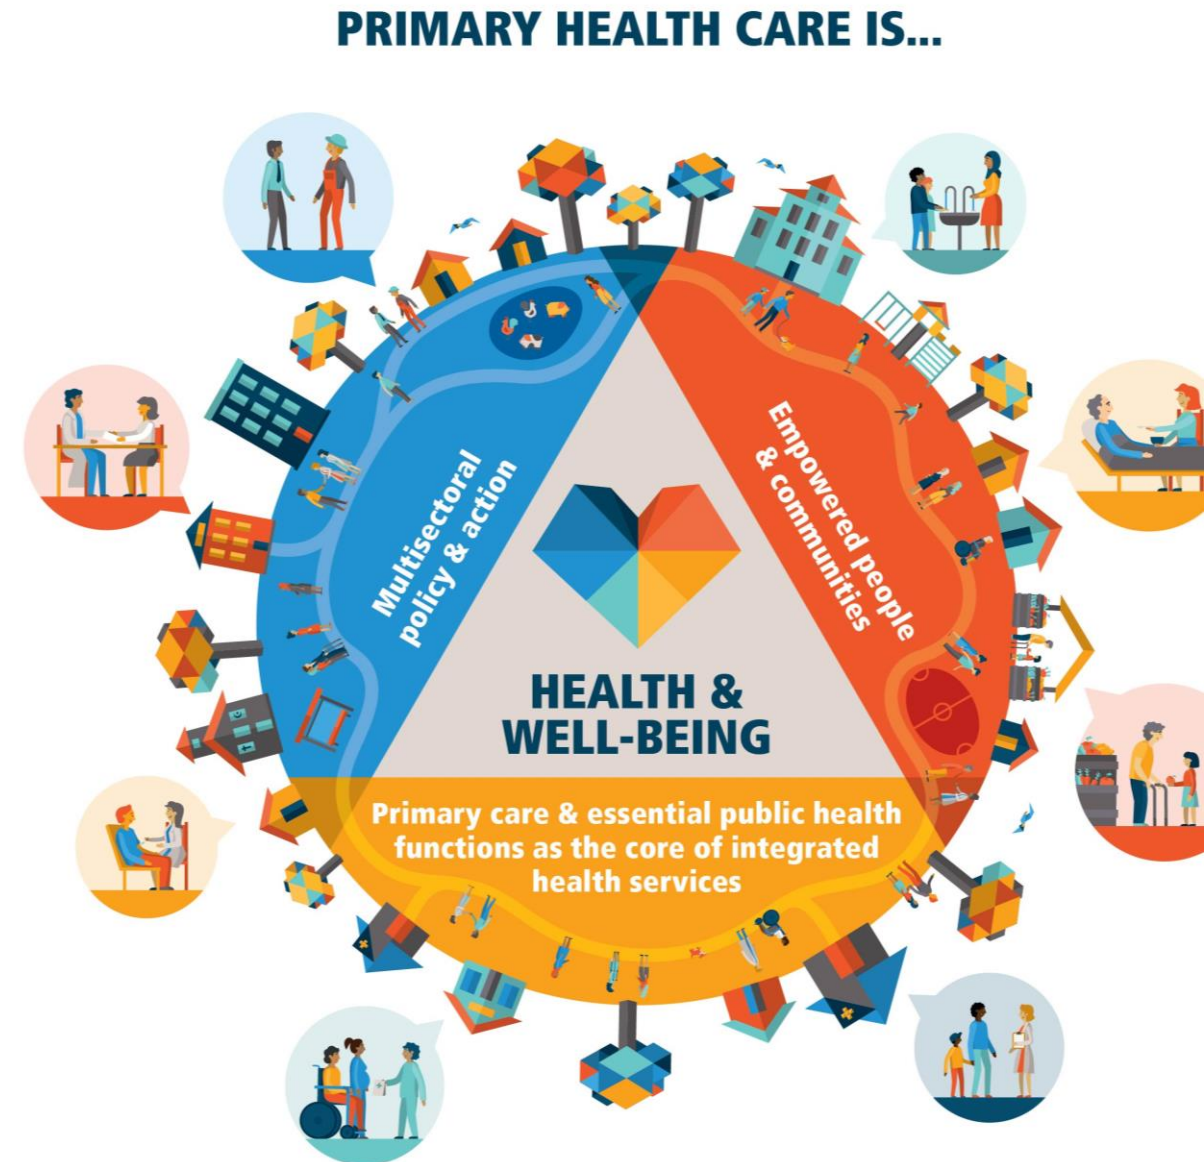 PRIMARY HEALTH CARE IS...
Multisectoral
policy & action
Empowered people
& communities
HEALTH &
WELL-BEING
Primary care & essential public health
functions as the core of integrated
health services